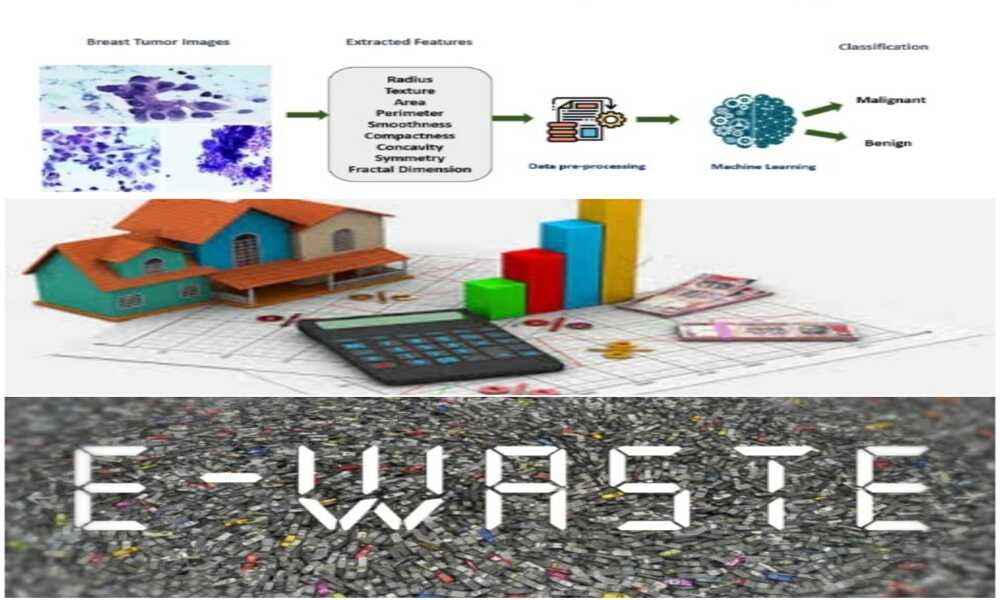 Breast Tumor Images
Extracted Features
Classification
Radius
Texture
Area
Perimeter
Smoothness
Compactness
Concavity
Symmetry
Fractal Dimension
Data pre-processing
Machine Learning
Malignant
Benign
%
%
%
E-WASTE